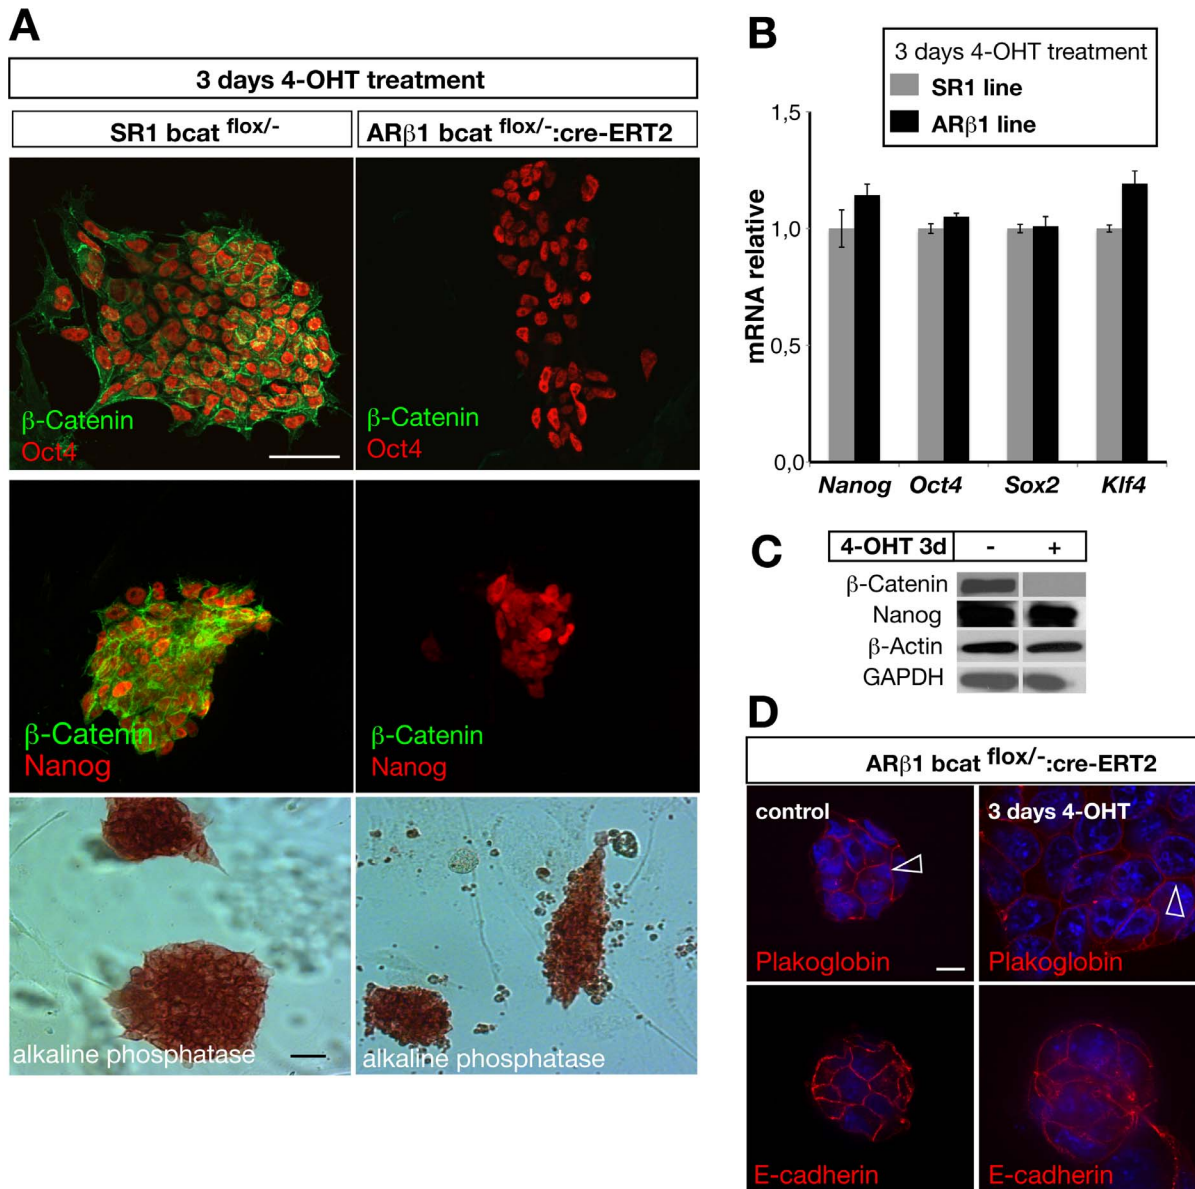 A
3 days 4-OHT treatment
SR1 bcat flox/-
ARβ1 bcat flox/-:cre-ERT2
β-Catenin
Oct4
β-Catenin
Oct4
β-Catenin
Nanog
β-Catenin
Nanog
alkaline phosphatase
alkaline phosphatase
B
3 days 4-OHT treatment
SR1 line
ARβ1 line
mRNA relative
1,5
1,0
0,5
0,0
Nanog Oct4 Sox2 Klf4
C
4-OHT 3d - +
β-Catenin
Nanog
β-Actin
GAPDH
D
ARβ1 bcat flox/-:cre-ERT2
control
3 days 4-OHT
Plakoglobin
Plakoglobin
E-cadherin
E-cadherin